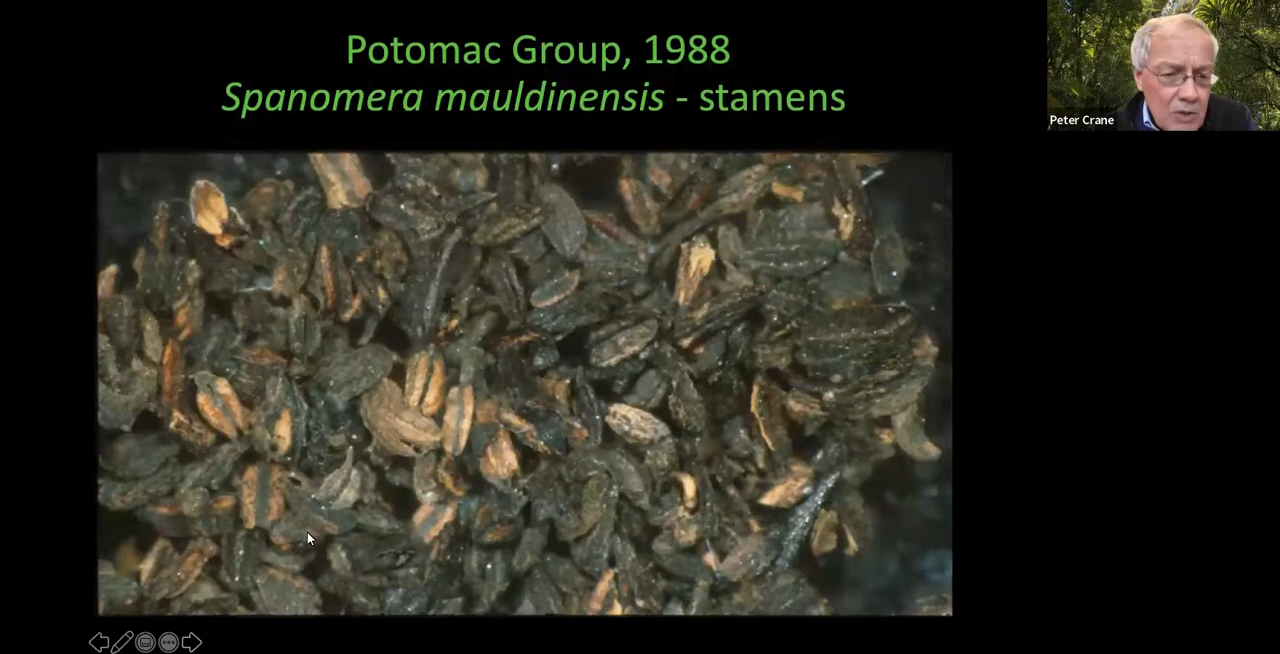 Potomac Group, 1988
Spanomera mauldinensis - stamens
Peter Crane